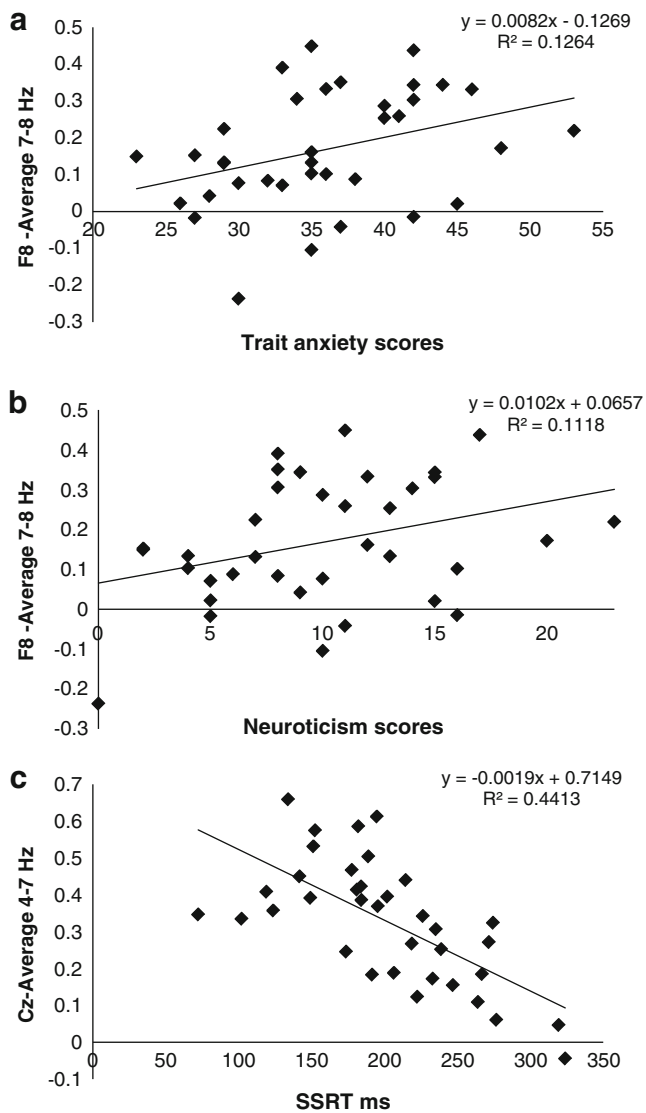 a
y = 0.0082x - 0.1269
R² = 0.1264
0.5
0.4
0.3
0.2
0.1
0
-0.1
-0.2
-0.3
20 25 30 35 40 45 50 55
F8 -Average 7-8 Hz
Trait anxiety scores
b
y = 0.0102x + 0.0657
R² = 0.1118
0.5
0.4
0.3
0.2
0.1
0
-0.1
-0.2
-0.3
0 5 10 15 20
F8 -Average 7-8 Hz
Neuroticism scores
c
y = -0.0019x + 0.7149
R² = 0.4413
0.7
0.6
0.5
0.4
0.3
0.2
0.1
0
-0.1
0 50 100 150 200 250 300 350
Cz-Average 4-7 Hz
SSRT ms